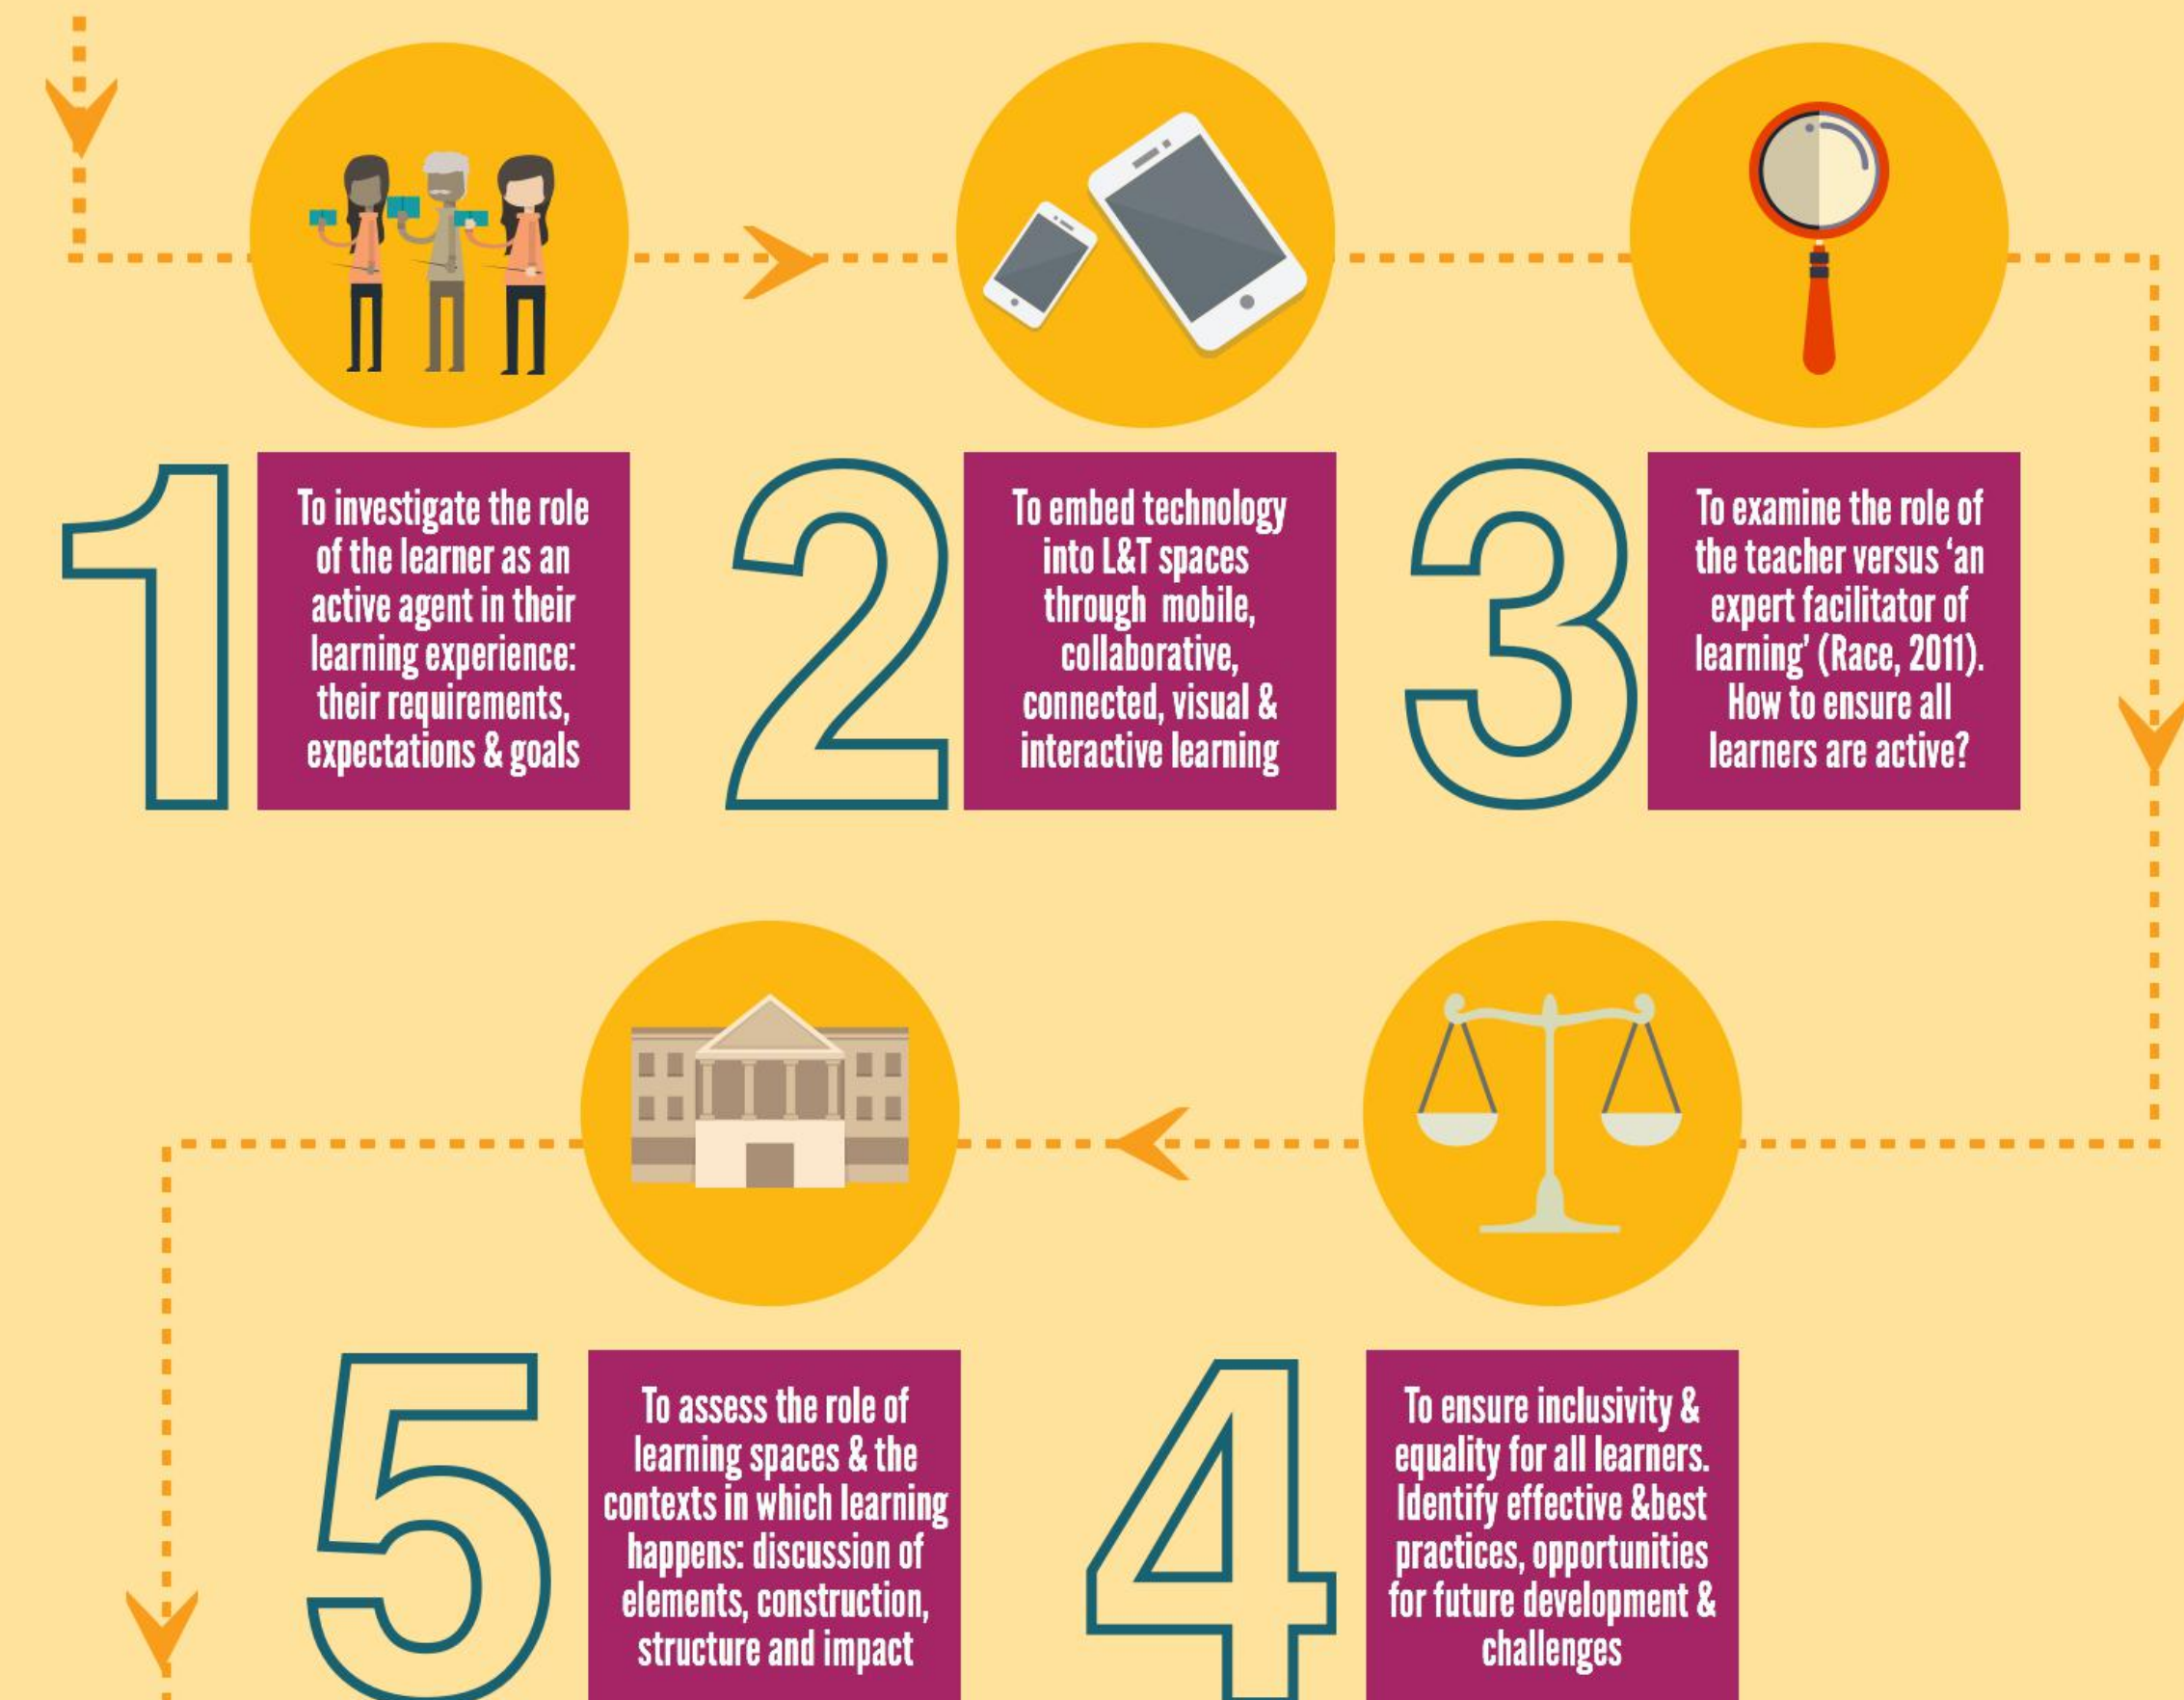 1
To investigate the role
of the learner as an
active agent in their
learning experience:
their requirements,
expectations & goals
2
To embed technology
into L&T spaces
through mobile,
collaborative,
connected, visual &
interactive learning
3
To examine the role of
the teacher versus ‘an
expert facilitator of
learning’ (Race, 2011).
How to ensure all
learners are active?
4
To ensure inclusivity &
equality for all learners.
Identify effective &best
practices, opportunities
for future development &
challenges
5
To assess the role of
learning spaces & the
contexts in which learning
happens: discussion of
elements, construction,
structure and impact